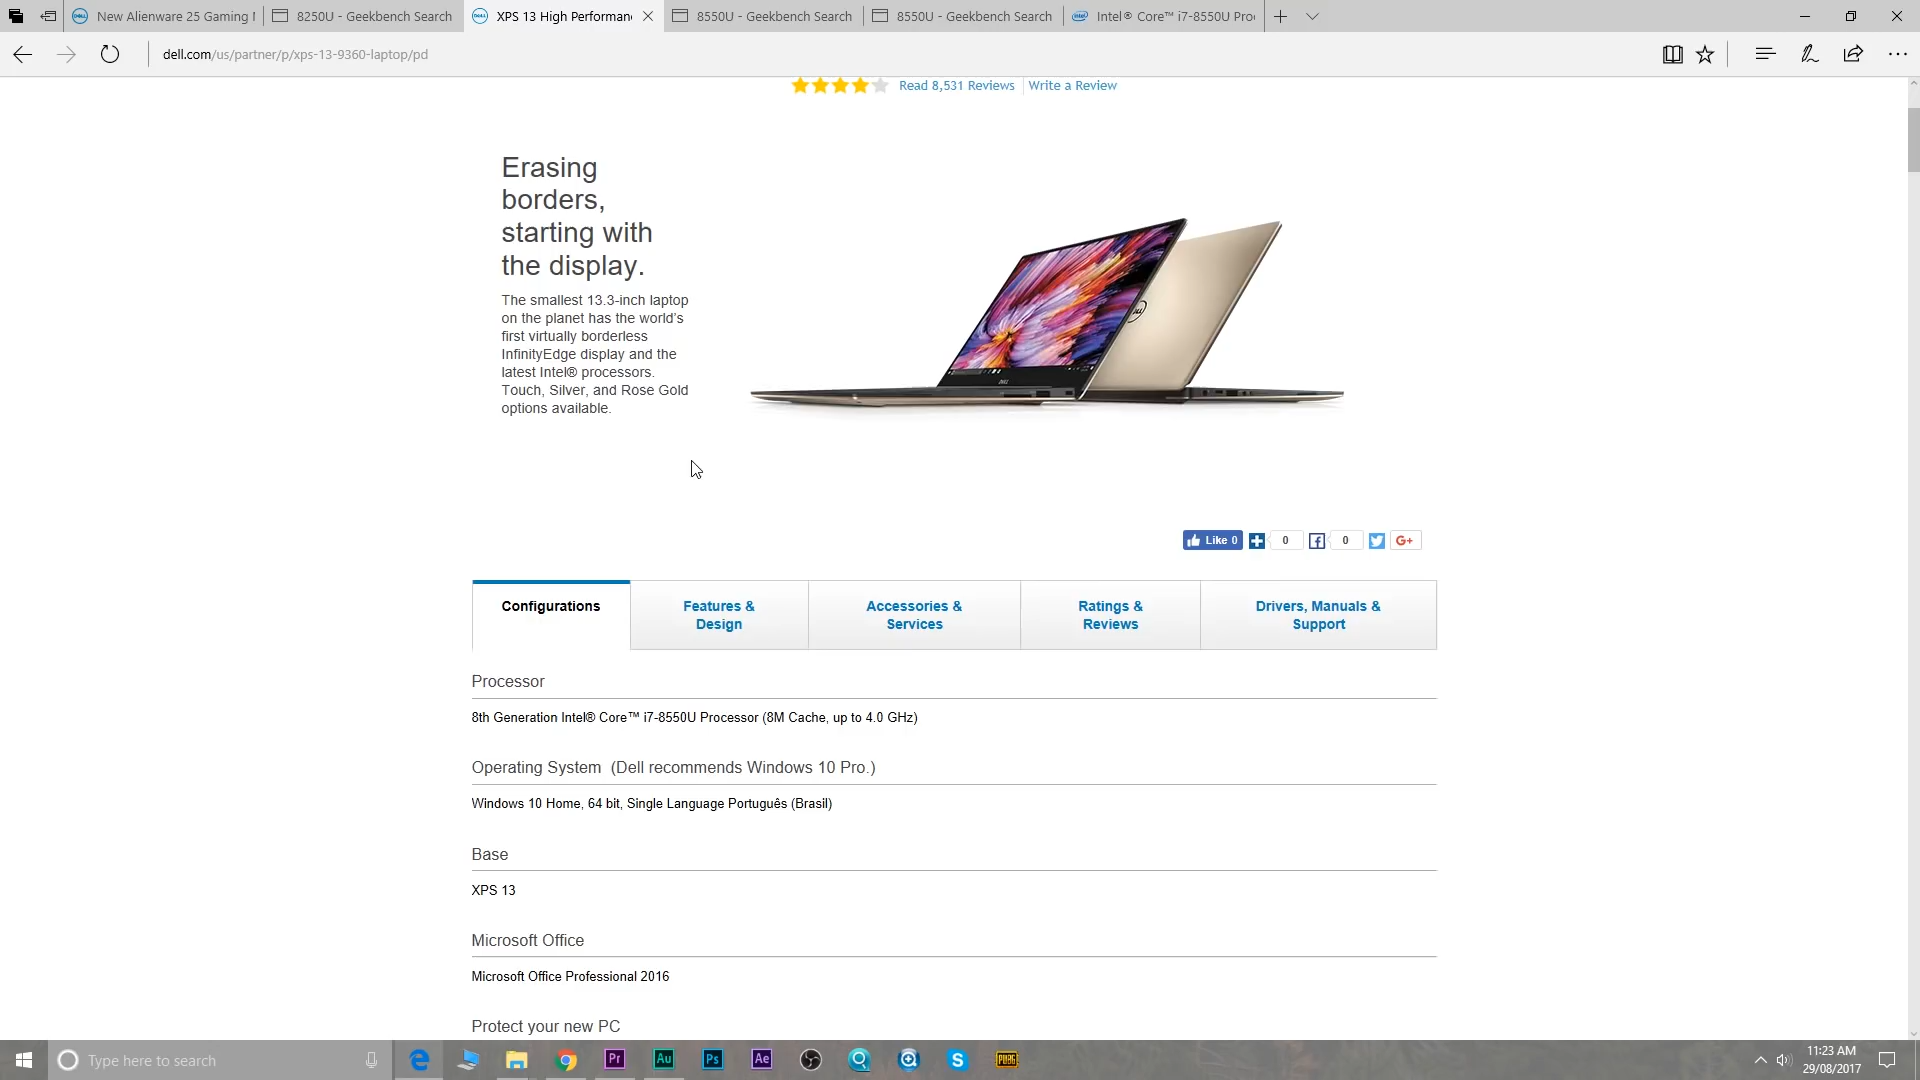 New Alienware 25 Gaming
8250U - Geekbench Search
XPS 13 High Performan
8550U - Geekbench Search
8550U - Geekbench Search
Intel® Core™ i7-8550U Pro
dell.com/us/partner/p/xps-13-9360-laptop/pd
Read 8,531 Reviews
Write a Review
Erasing
borders,
starting with
the display.
The smallest 13.3-inch laptop
on the planet has the world's
first virtually borderless
InfinityEdge display and the
latest Intel® processors.
Touch, Silver, and Rose Gold
options available.
Like 0
0
0
G+
Configurations
Features &
Design
Accessories &
Services
Ratings &
Reviews
Drivers, Manuals &
Support
Processor
8th Generation Intel® Core™ i7-8550U Processor (8M Cache, up to 4.0 GHz)
Operating System (Dell recommends Windows 10 Pro.)
Windows 10 Home, 64 bit, Single Language Português (Brasil)
Base
XPS 13
Microsoft Office
Microsoft Office Professional 2016
Protect your new PC
Type here to search
Pr
Au
Ps
Ae
S
PUBG
11:23 AM
29/08/2017